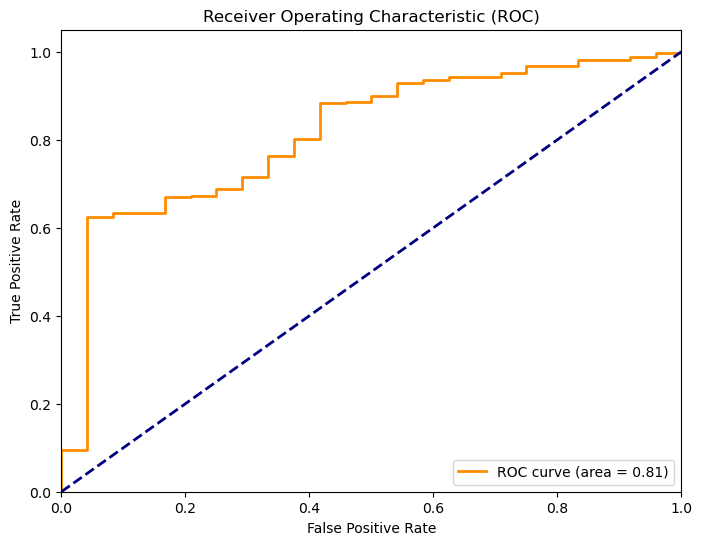 Receiver Operating Characteristic (ROC)
1.0
0.8
0.6
0.4
0.2
0.0
True Positive Rate
ROC curve (area = 0.81)
0.0 0.2 0.4 0.6 0.8 1.0
False Positive Rate